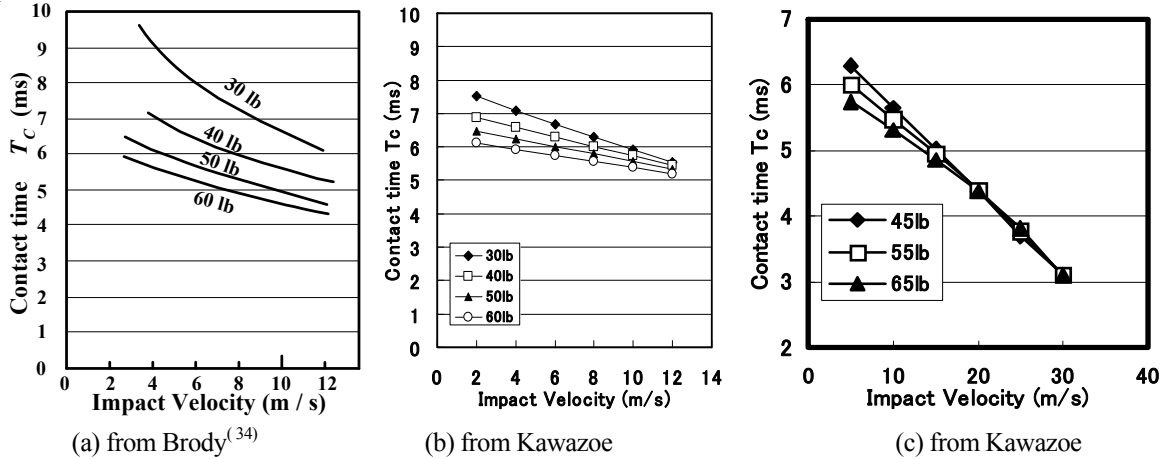 10
9
8
7
6
5
4
3
2
1
0
Contact time T_C (ms)
30 lb
40 lb
50 lb
60 lb
0 2 4 6 8 10 12
Impact Velocity (m / s)
(a) from Brody(34)
10
9
8
7
6
5
4
3
2
1
0
Contact time Tc (ms)
30lb
40lb
50lb
60lb
0 2 4 6 8 10 12 14
Impact Velocity (m/s)
(b) from Kawazoe
7
6
5
4
3
2
Contact time Tc (ms)
45lb
55lb
65lb
0 10 20 30 40
Impact Velocity (m/s)
(c) from Kawazoe